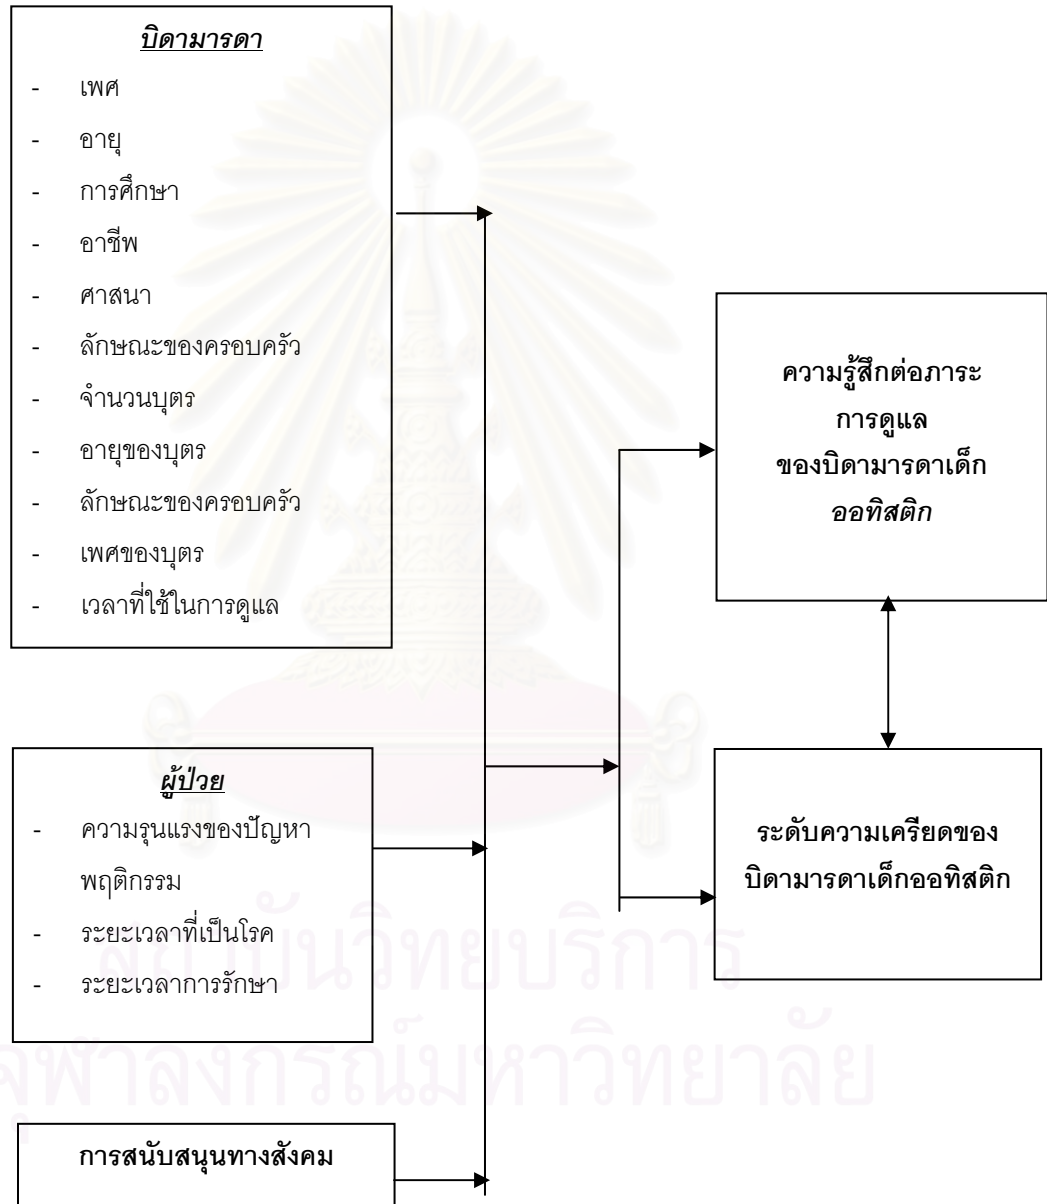 บิดามารดา
- เพศ
- อายุ
- การศึกษา
- อาชีพ
- ศาสนา
- ลักษณะของครอบครัว
- จำนวนบุตร
- อายุของบุตร
- ลักษณะของครอบครัว
- เพศของบุตร
- เวลาที่ใช้ในการดูแล
ผู้ป่วย
- ความรุนแรงของปัญหา
พฤติกรรม
- ระยะเวลาที่เป็นโรค
- ระยะเวลาการรักษา
การสนับสนุนทางสังคม
ความรู้สึกต่อภาระ
การดูแล
ของบิดามารดาเด็ก
ออทิสติก
ระดับความเครียดของ
บิดามารดาเด็กออทิสติก
สถาบันวิทยบริการ
จุฬาลงกรณ์มหาวิทยาลัย